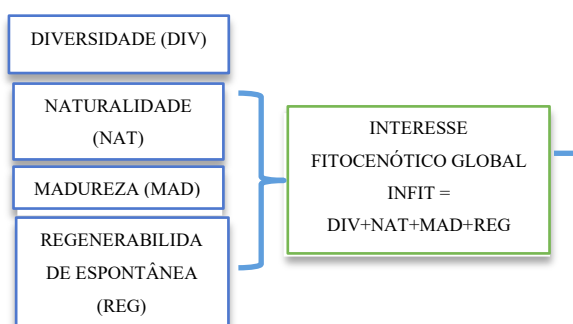 DIVERSIDADE (DIV)
NATURALIDADE
(NAT)
MADUREZA (MAD)
REGENERABILIDA
DE ESPONTÂNEA
(REG)
INTERESSE
FITOCENÓTICO GLOBAL
INFIT =
DIV+NAT+MAD+REG